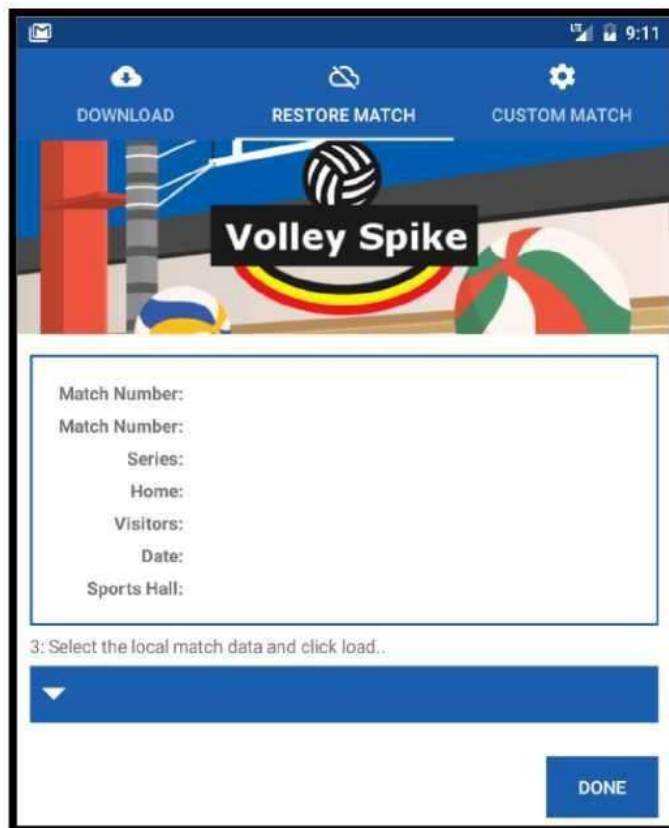 LTE 9:11
DOWNLOAD RESTORE MATCH CUSTOM MATCH
Volley Spike
Match Number:
Match Number:
Series:
Home:
Visitors:
Date:
Sports Hall:
3: Select the local match data and click load..
DONE